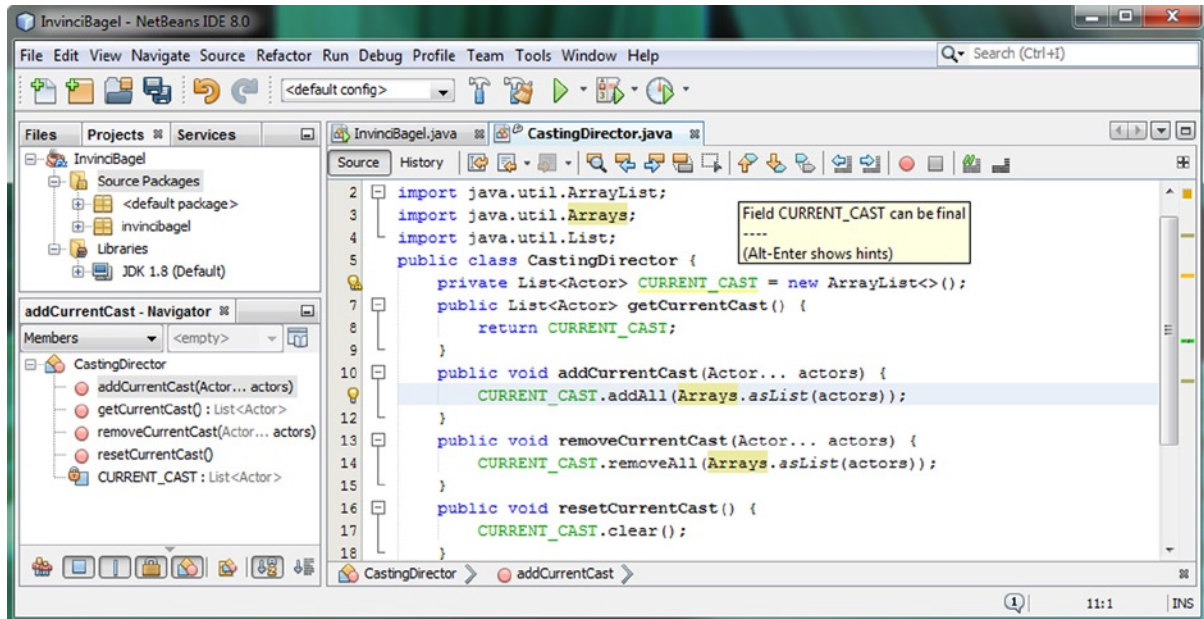 InvinciBagel - NetBeans IDE 8.0
File Edit View Navigate Source Refactor Run Debug Profile Team Tools Window Help
Search (Ctrl+I)
<default config>
Files Projects Services
InvinciBagel
Source Packages
<default package>
invincibagel
Libraries
JDK 1.8 (Default)
addCurrentCast - Navigator
Members <empty>
CastingDirector
addCurrentCast(Actor... actors)
getCurrentCast() : List<Actor>
removeCurrentCast(Actor... actors)
resetCurrentCast()
CURRENT_CAST : List<Actor>
InvinciBagel.java CastingDirector.java
Source History
2 import java.util.ArrayList;
3 import java.util.Arrays;
4 import java.util.List;
5 public class CastingDirector {
private List<Actor> CURRENT_CAST = new ArrayList<>();
7 public List<Actor> getCurrentCast() {
8 return CURRENT_CAST;
9 }
10 public void addCurrentCast(Actor... actors) {
CURRENT_CAST.addAll(Arrays.asList(actors));
12 }
13 public void removeCurrentCast(Actor... actors) {
14 CURRENT_CAST.removeAll(Arrays.asList(actors));
15 }
16 public void resetCurrentCast() {
17 CURRENT_CAST.clear();
18 }
Field CURRENT_CAST can be final
----
(Alt-Enter shows hints)
CastingDirector addCurrentCast
1 11:1 INS